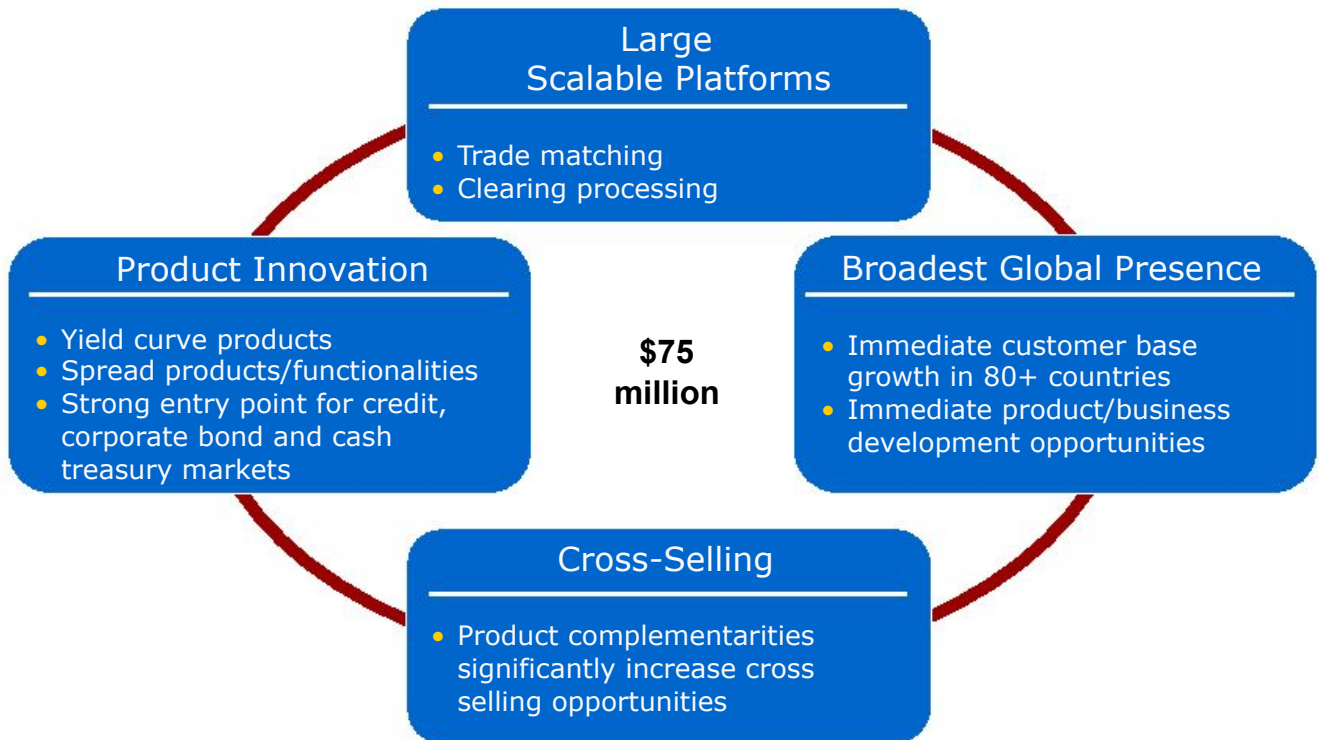 Large
Scalable Platforms
• Trade matching
• Clearing processing
Product Innovation
• Yield curve products
• Spread products/functionalities
• Strong entry point for credit,
corporate bond and cash
treasury markets
$75
million
Broadest Global Presence
• Immediate customer base
growth in 80+ countries
• Immediate product/business
development opportunities
Cross-Selling
• Product complementarities
significantly increase cross
selling opportunities